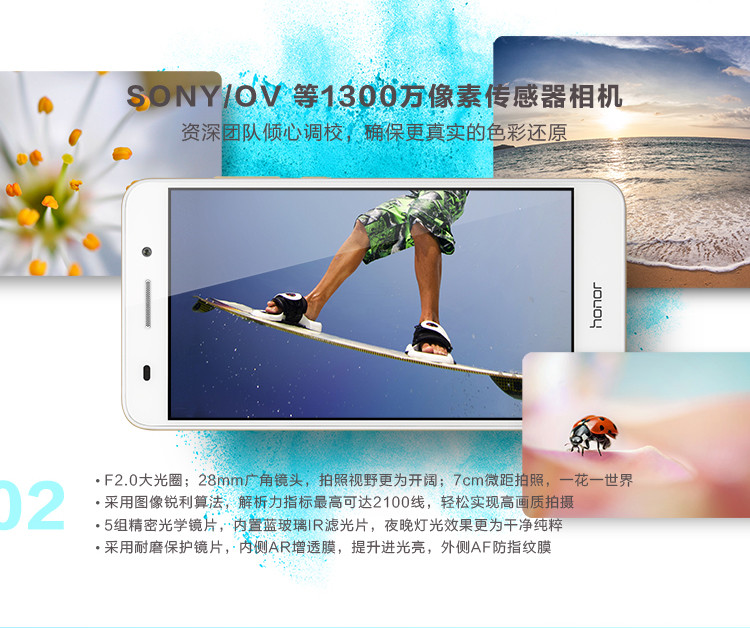 SONY/OV 等1300万像素传感器相机
资深团队倾心调校，确保更真实的色彩还原
honor
02
• F2.0大光圈；28mm广角镜头，拍照视野更为开阔；7cm微距拍照，一花一世界
• 采用图像锐利算法，解析力指标最高可达2100线，轻松实现高画质拍摄
• 5组精密光学镜片，内置蓝玻璃IR滤光片，夜晚灯光效果更为干净纯粹
• 采用耐磨保护镜片，内侧AR增透膜，提升进光亮，外侧AF防指纹膜